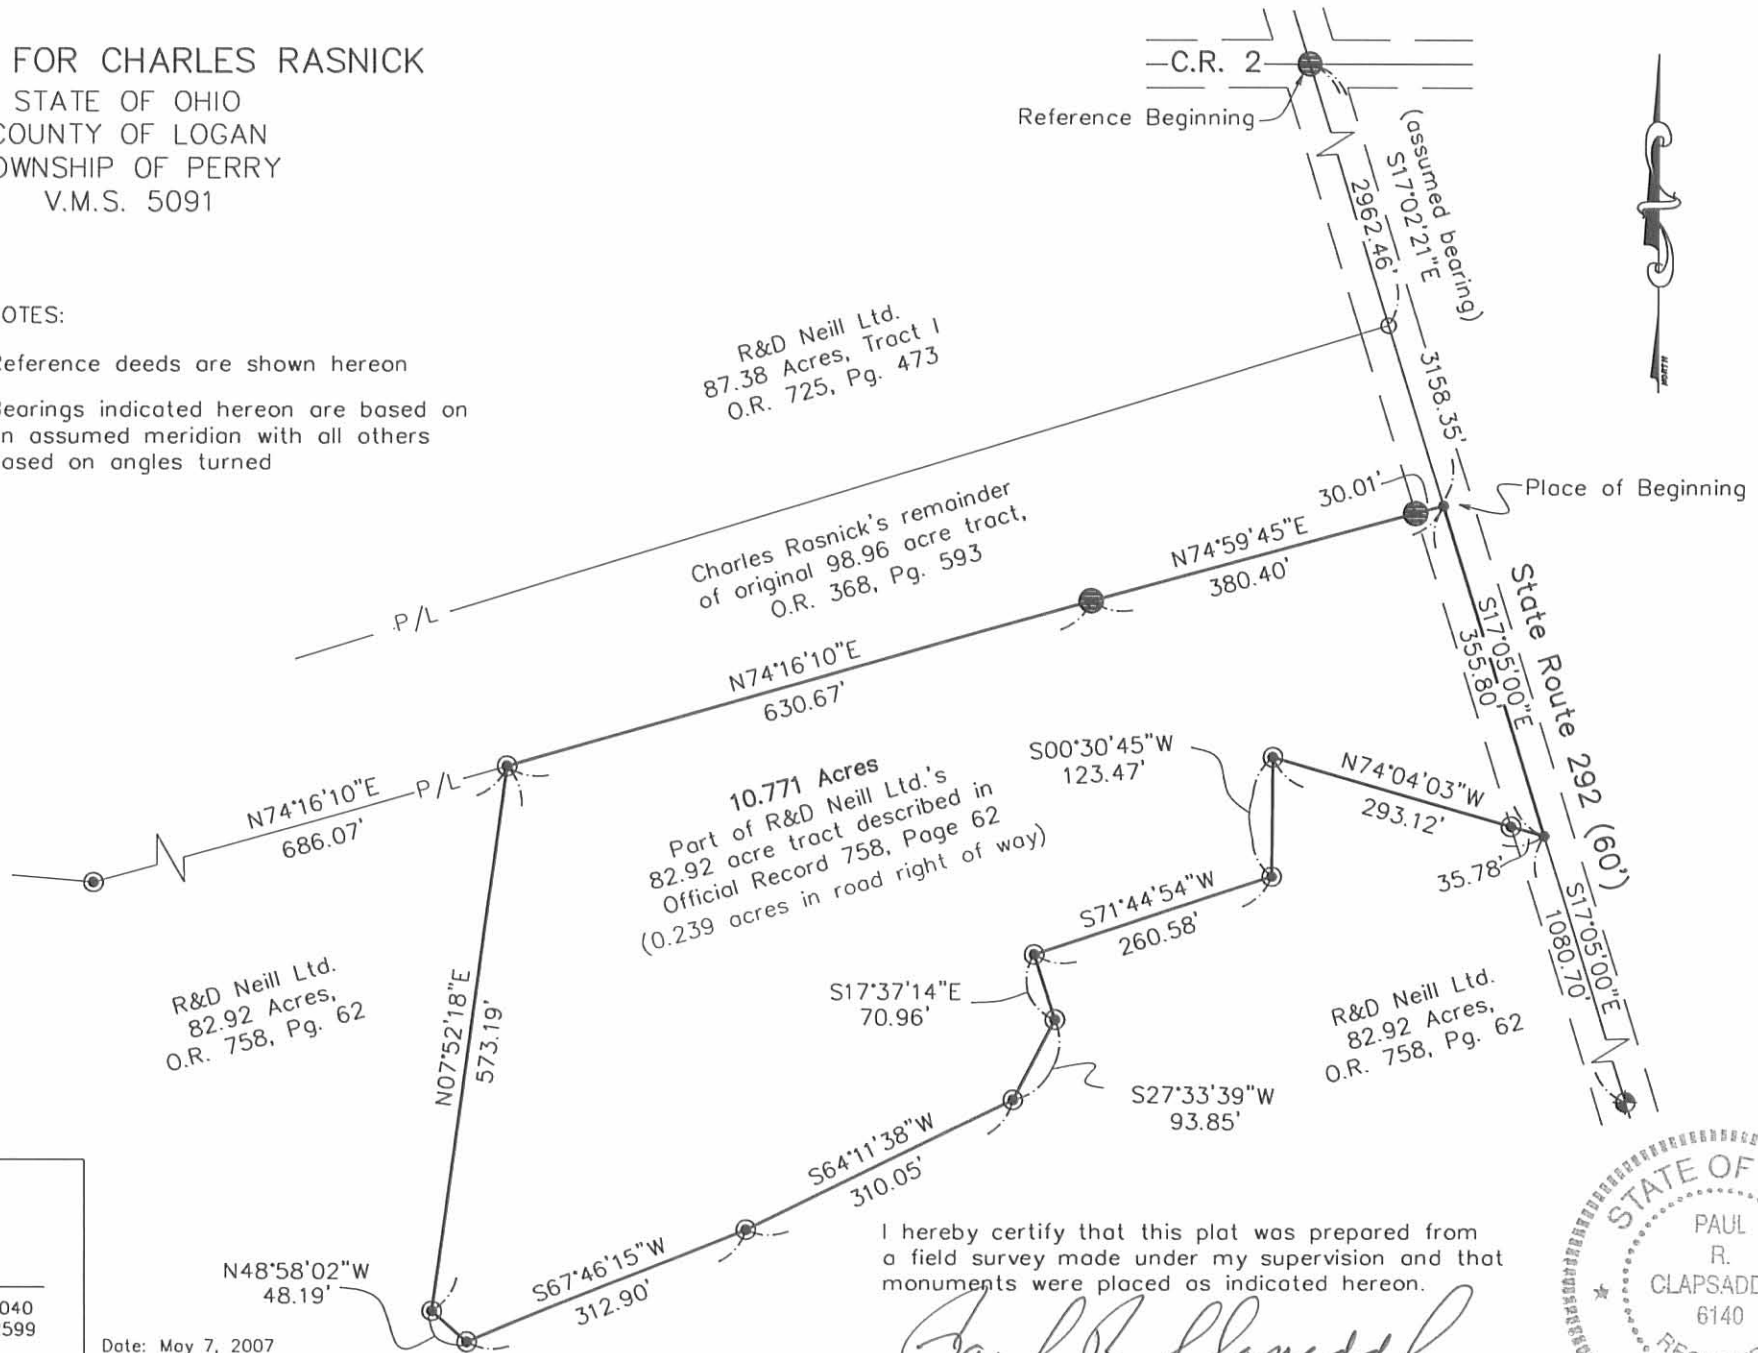 FOR CHARLES RASNICK
STATE OF OHIO
COUNTY OF LOGAN
OWNSHIP OF PERRY
V.M.S. 5091
OTES:
eference deeds are shown hereon
earings indicated hereon are based on
n assumed meridian with all others
ased on angles turned
C.R. 2
Reference Beginning
(assumed bearing)
S17°02'21"E
2962.46'
3158.35'
NORTH
R&D Neill Ltd.
87.38 Acres, Tract I
O.R. 725, Pg. 473
30.01'
Place of Beginning
Charles Rasnick's remainder
of original 98.96 acre tract,
O.R. 368, Pg. 593
N74°59'45"E
380.40'
P/L
N74°16'10"E
630.67'
State Route 292 (60')
S17°05'00"E
355.80'
N74°16'10"E
686.07'
P/L
10.771 Acres
Part of R&D Neill Ltd.'s
82.92 acre tract described in
Official Record 758, Page 62
(0.239 acres in road right of way)
S00°30'45"W
123.47'
N74°04'03"W
293.12'
35.78'
S71°44'54"W
260.58'
S17°05'00"E
1080.70'
R&D Neill Ltd.
82.92 Acres,
O.R. 758, Pg. 62
N07°52'18"E
573.19'
S17°37'14"E
70.96'
R&D Neill Ltd.
82.92 Acres,
O.R. 758, Pg. 62
S27°33'39"W
93.85'
S64°11'38"W
310.05'
N48°58'02"W
48.19'
S67°46'15"W
312.90'
I hereby certify that this plat was prepared from
a field survey made under my supervision and that
monuments were placed as indicated hereon.
STATE OF
PAUL
R.
CLAPSADD
6140
040
599
Date: May 7, 2007